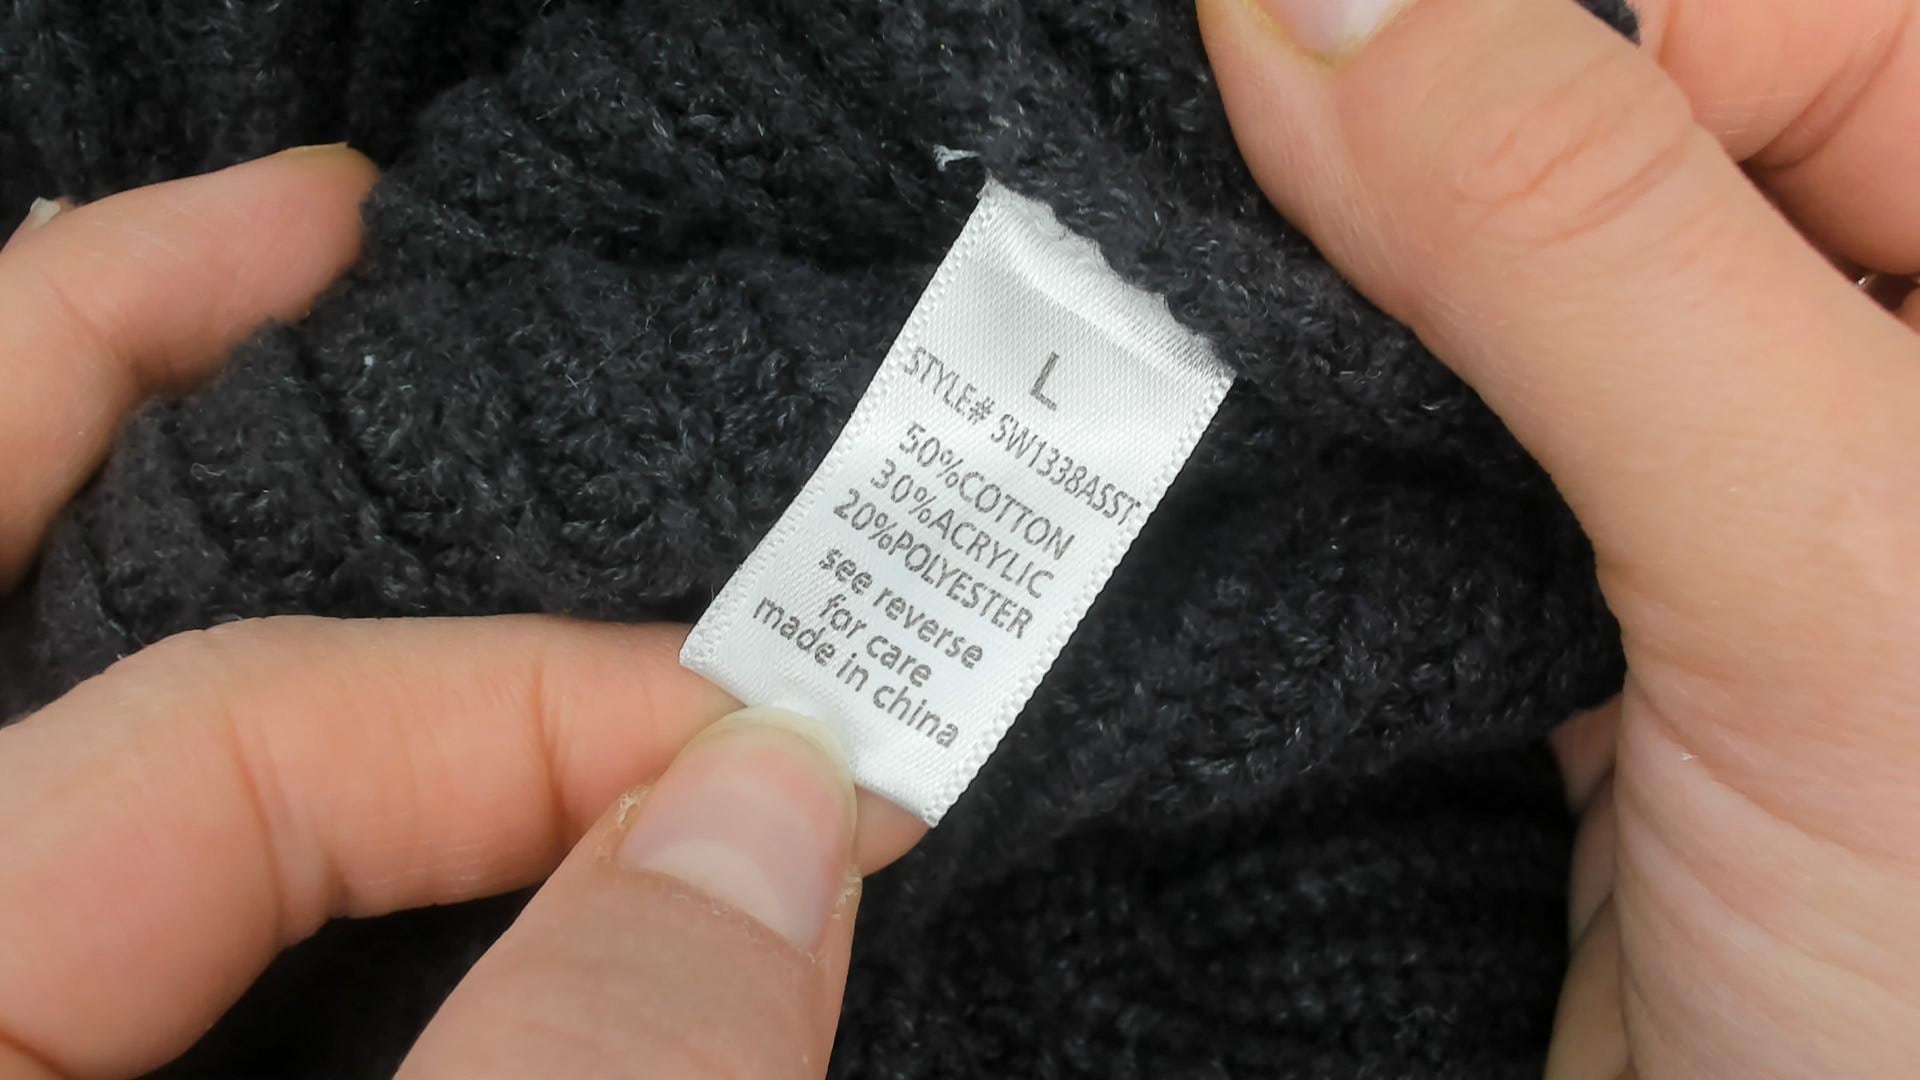 L
STYLE# SW1338ASST
50%COTTON
30%ACRYLIC
20%POLYESTER
see reverse
for care
made in china